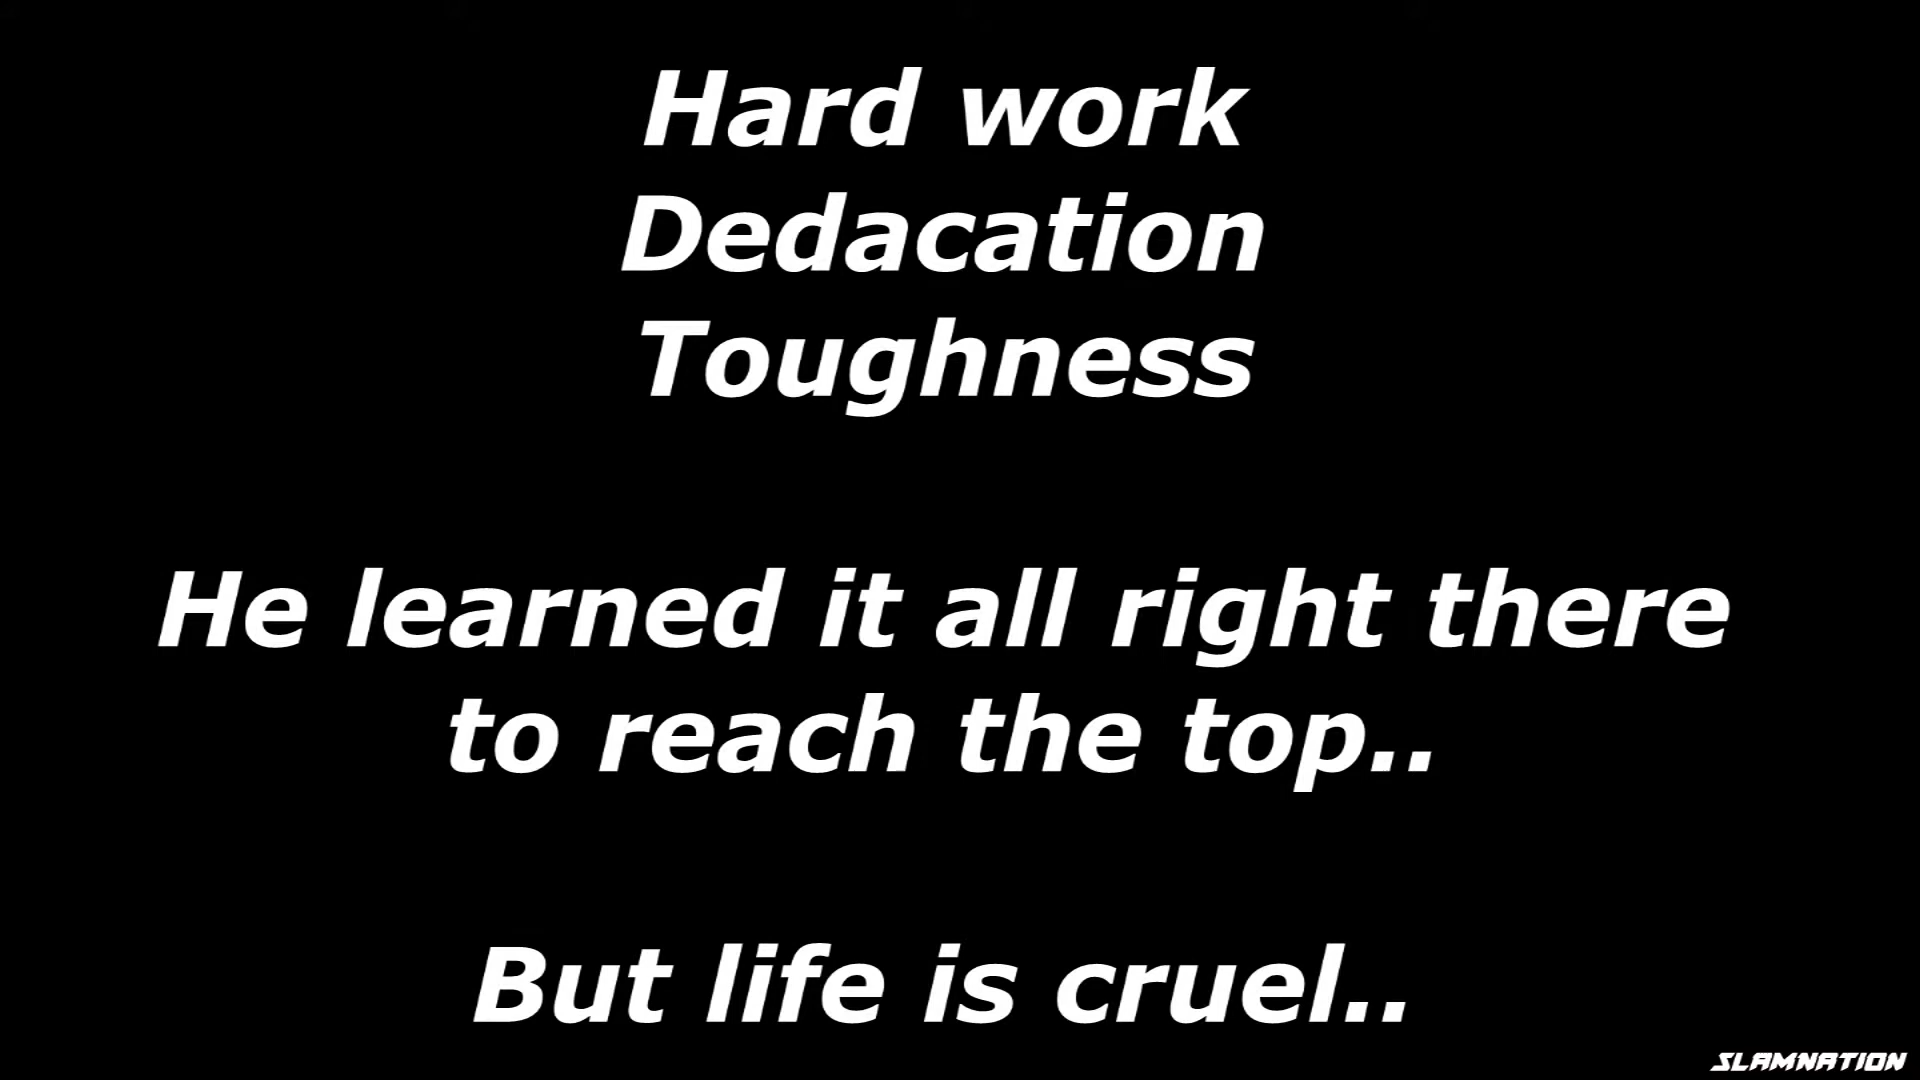 Hard work
Dedacation
Toughness
He learned it all right there
to reach the top..
But life is cruel..
SLAMNATION